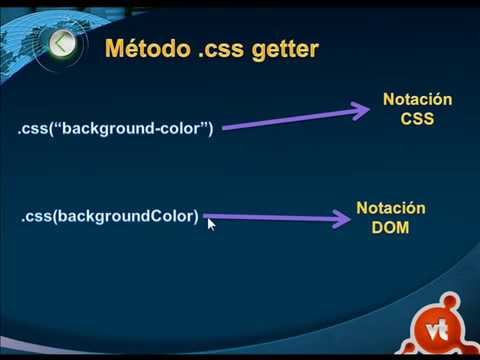 Método .css getter
.css(“background-color”)
Notación
CSS
.css(backgroundColor)
Notación
DOM
vt